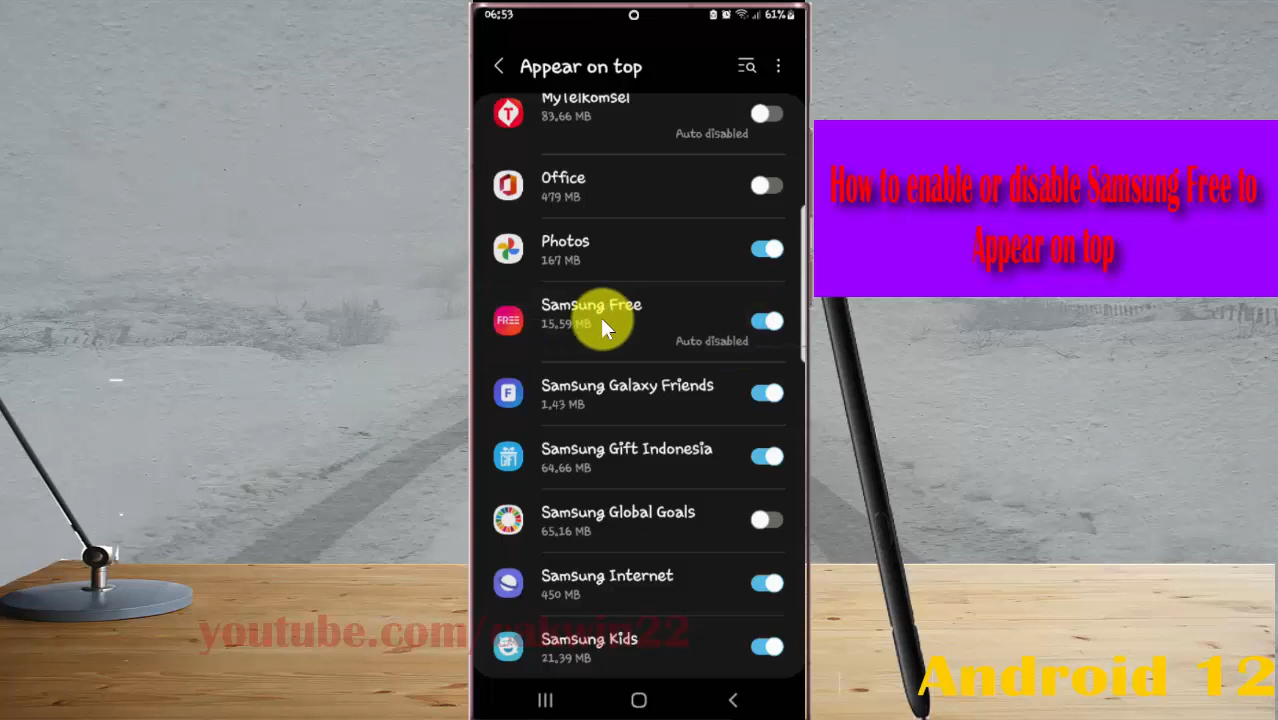 06:53
61%
Appear on top
MyTelkomsel
83,66 MB
Auto disabled
Office
479 MB
Photos
167 MB
Samsung Free
15,59 MB
FREE
Auto disabled
Samsung Galaxy Friends
1,43 MB
Samsung Gift Indonesia
64,66 MB
GIFT
Samsung Global Goals
65,16 MB
Samsung Internet
450 MB
Samsung Kids
21,39 MB
How to enable or disable Samsung Free to
Appear on top
youtube.com/
Android 12